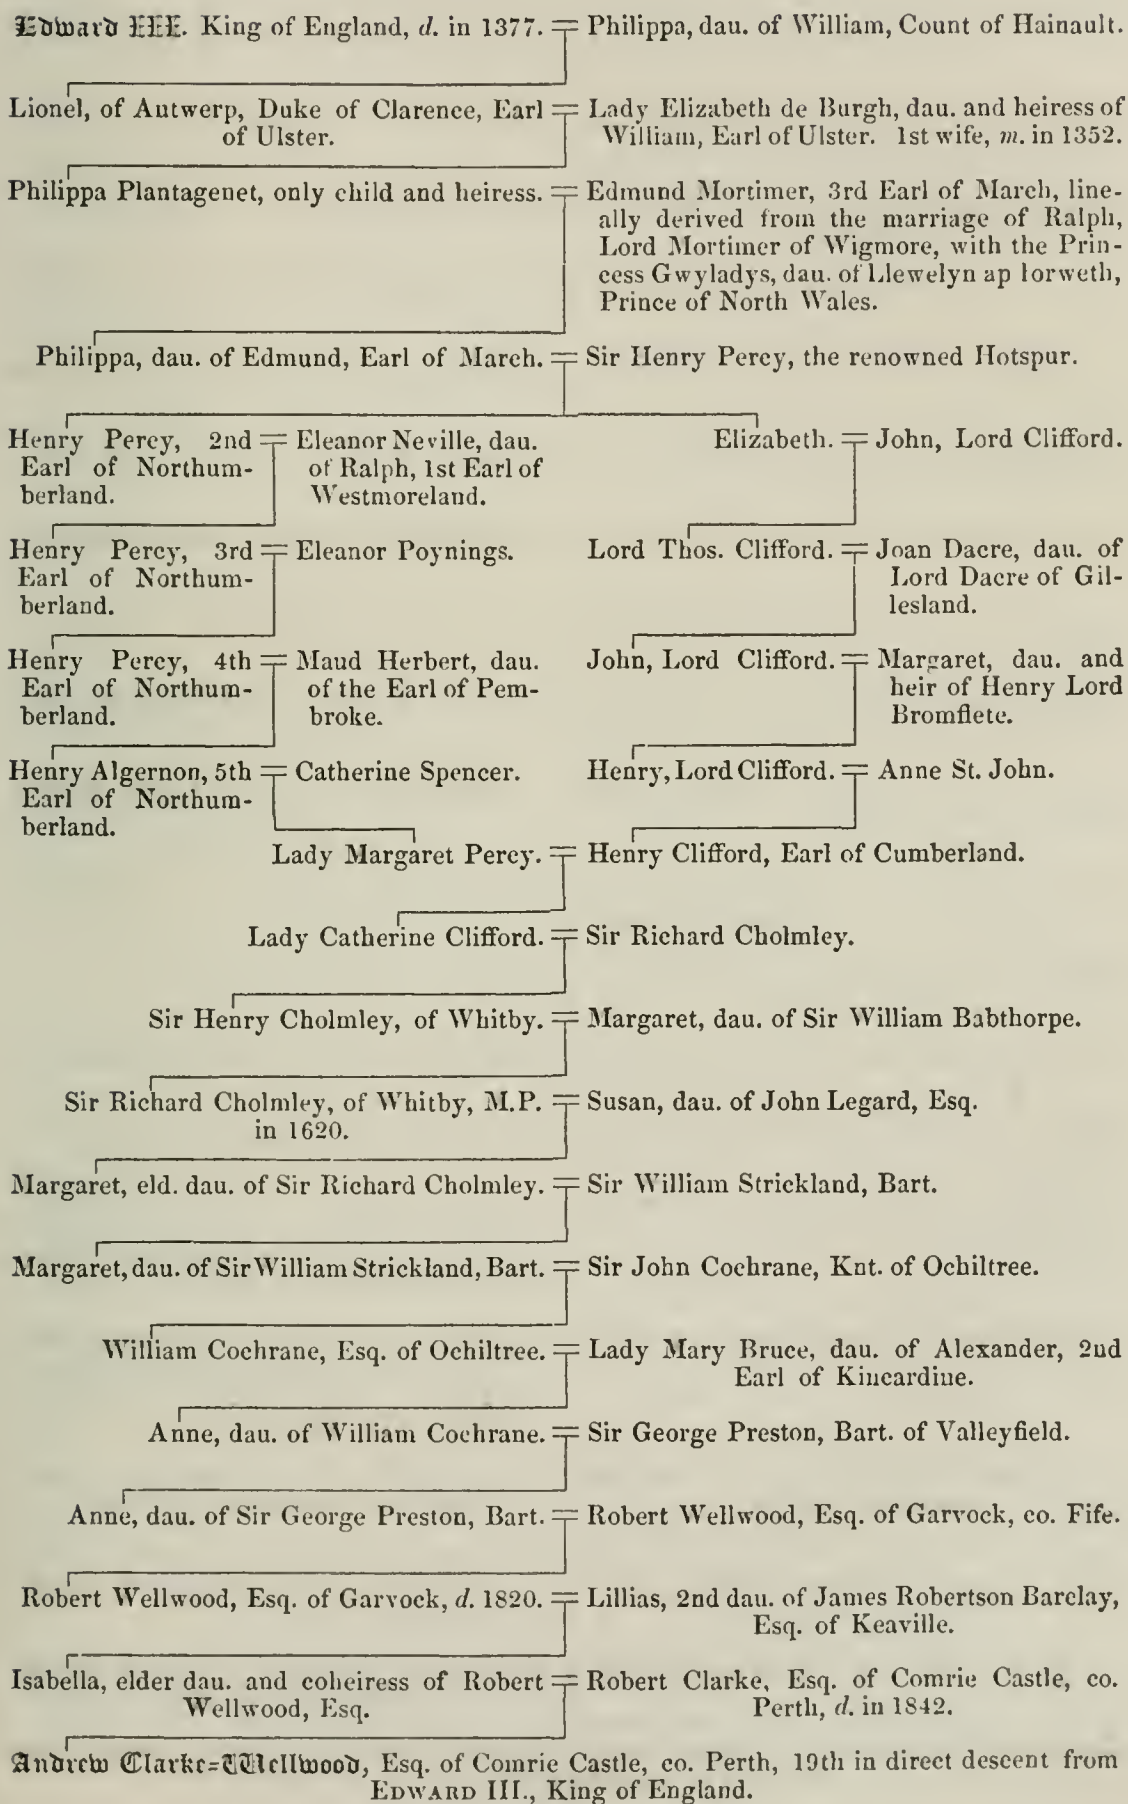 Edward III. King of England, d. in 1377. = Philippa, dau. of William, Count of Hainault.
Lionel, of Antwerp, Duke of Clarence, Earl
of Ulster.
= Lady Elizabeth de Burgh, dau. and heiress of
William, Earl of Ulster. 1st wife, m. in 1352.
Philippa Plantagenet, only child and heiress. = Edmund Mortimer, 3rd Earl of March, line-
ally derived from the marriage of Ralph,
Lord Mortimer of Wigmore, with the Prin-
cess Gwyladys, dau. of Llewelyn ap Iorweth,
Prince of North Wales.
Philippa, dau. of Edmund, Earl of March. = Sir Henry Percy, the renowned Hotspur.
Henry Percy, 2nd
Earl of Northum-
berland.
= Eleanor Neville, dau.
of Ralph, 1st Earl of
Westmoreland.
Elizabeth. = John, Lord Clifford.
Henry Percy, 3rd
Earl of Northum-
berland.
= Eleanor Poynings.
Lord Thos. Clifford. = Joan Dacre, dau. of
Lord Dacre of Gil-
lesland.
Henry Percy, 4th
Earl of Northum-
berland.
= Maud Herbert, dau.
of the Earl of Pem-
broke.
John, Lord Clifford. = Margaret, dau. and
heir of Henry Lord
Bromflete.
Henry Algernon, 5th
Earl of Northum-
berland.
= Catherine Spencer.
Henry, Lord Clifford. = Anne St. John.
Lady Margaret Percy. = Henry Clifford, Earl of Cumberland.
Lady Catherine Clifford. = Sir Richard Cholmley.
Sir Henry Cholmley, of Whitby. = Margaret, dau. of Sir William Babthorpe.
Sir Richard Cholmley, of Whitby, M.P.
in 1620.
= Susan, dau. of John Legard, Esq.
Margaret, eld. dau. of Sir Richard Cholmley. = Sir William Strickland, Bart.
Margaret, dau. of Sir William Strickland, Bart. = Sir John Cochrane, Knt. of Ochiltree.
William Cochrane, Esq. of Ochiltree. = Lady Mary Bruce, dau. of Alexander, 2nd
Earl of Kincardine.
Anne, dau. of William Cochrane. = Sir George Preston, Bart. of Valleyfield.
Anne, dau. of Sir George Preston, Bart. = Robert Wellwood, Esq. of Garvock, co. Fife.
Robert Wellwood, Esq. of Garvock, d. 1820. = Lillias, 2nd dau. of James Robertson Barclay,
Esq. of Keaville.
Isabella, elder dau. and coheiress of Robert
Wellwood, Esq.
= Robert Clarke, Esq. of Comrie Castle, co.
Perth, d. in 1842.
Andrew Clarke=Wellwood, Esq. of Comrie Castle, co. Perth, 19th in direct descent from
EDWARD III., King of England.